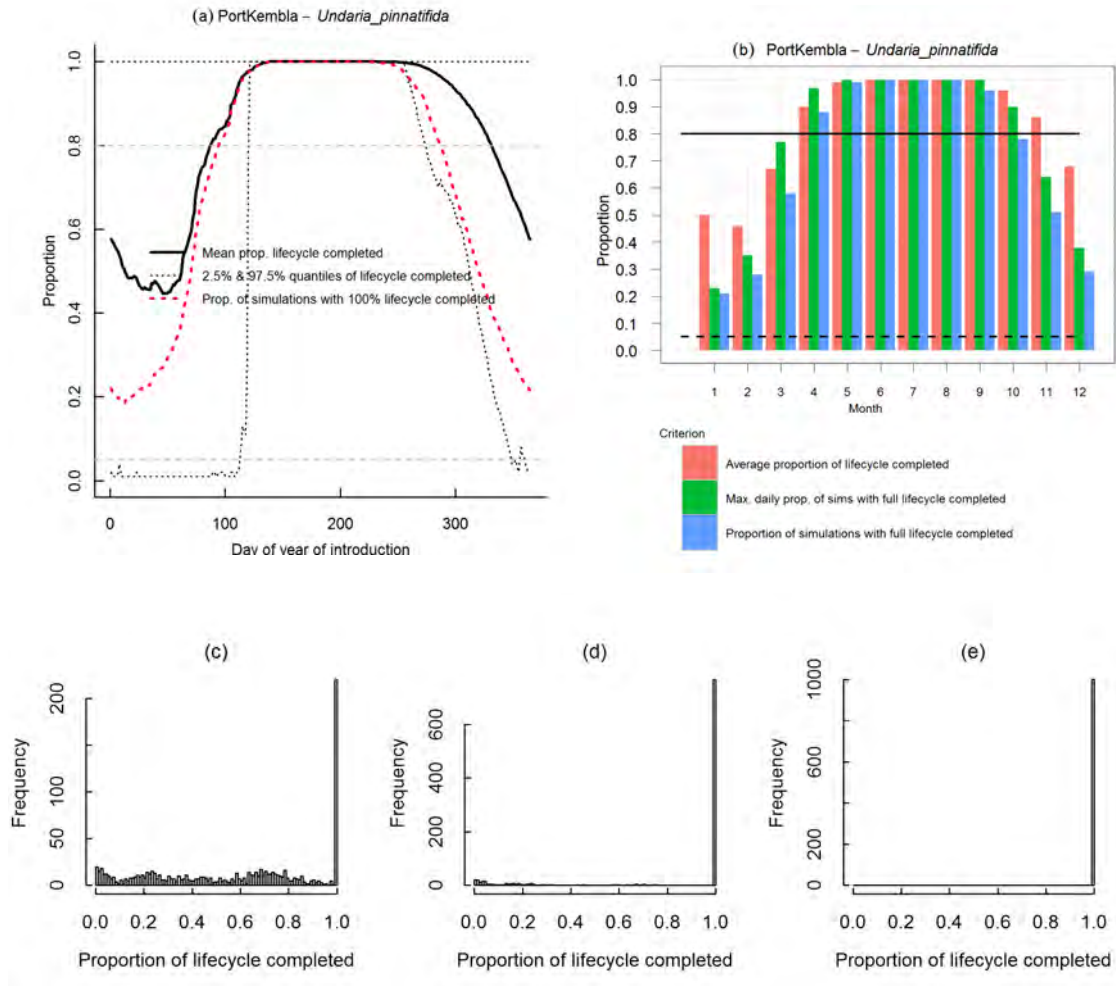 (a) PortKembla – Undaria_pinnatifida
1.0
0.8
0.6
0.4
0.2
0.0
Proportion
Mean prop. lifecycle completed
2.5% & 97.5% quantiles of lifecycle completed
Prop. of simulations with 100% lifecycle completed
0 100 200 300
Day of year of introduction
(b) PortKembla – Undaria_pinnatifida
1.0
0.9
0.8
0.7
0.6
0.5
0.4
0.3
0.2
0.1
0.0
Proportion
1 2 3 4 5 6 7 8 9 10 11 12
Month
Criterion
Average proportion of lifecycle completed
Max. daily prop. of sims with full lifecycle completed
Proportion of simulations with full lifecycle completed
(c)
200
150
100
50
0
Frequency
0.0 0.2 0.4 0.6 0.8 1.0
Proportion of lifecycle completed
(d)
600
400
200
0
Frequency
0.0 0.2 0.4 0.6 0.8 1.0
Proportion of lifecycle completed
(e)
1000
600
400
200
0
Frequency
0.0 0.2 0.4 0.6 0.8 1.0
Proportion of lifecycle completed